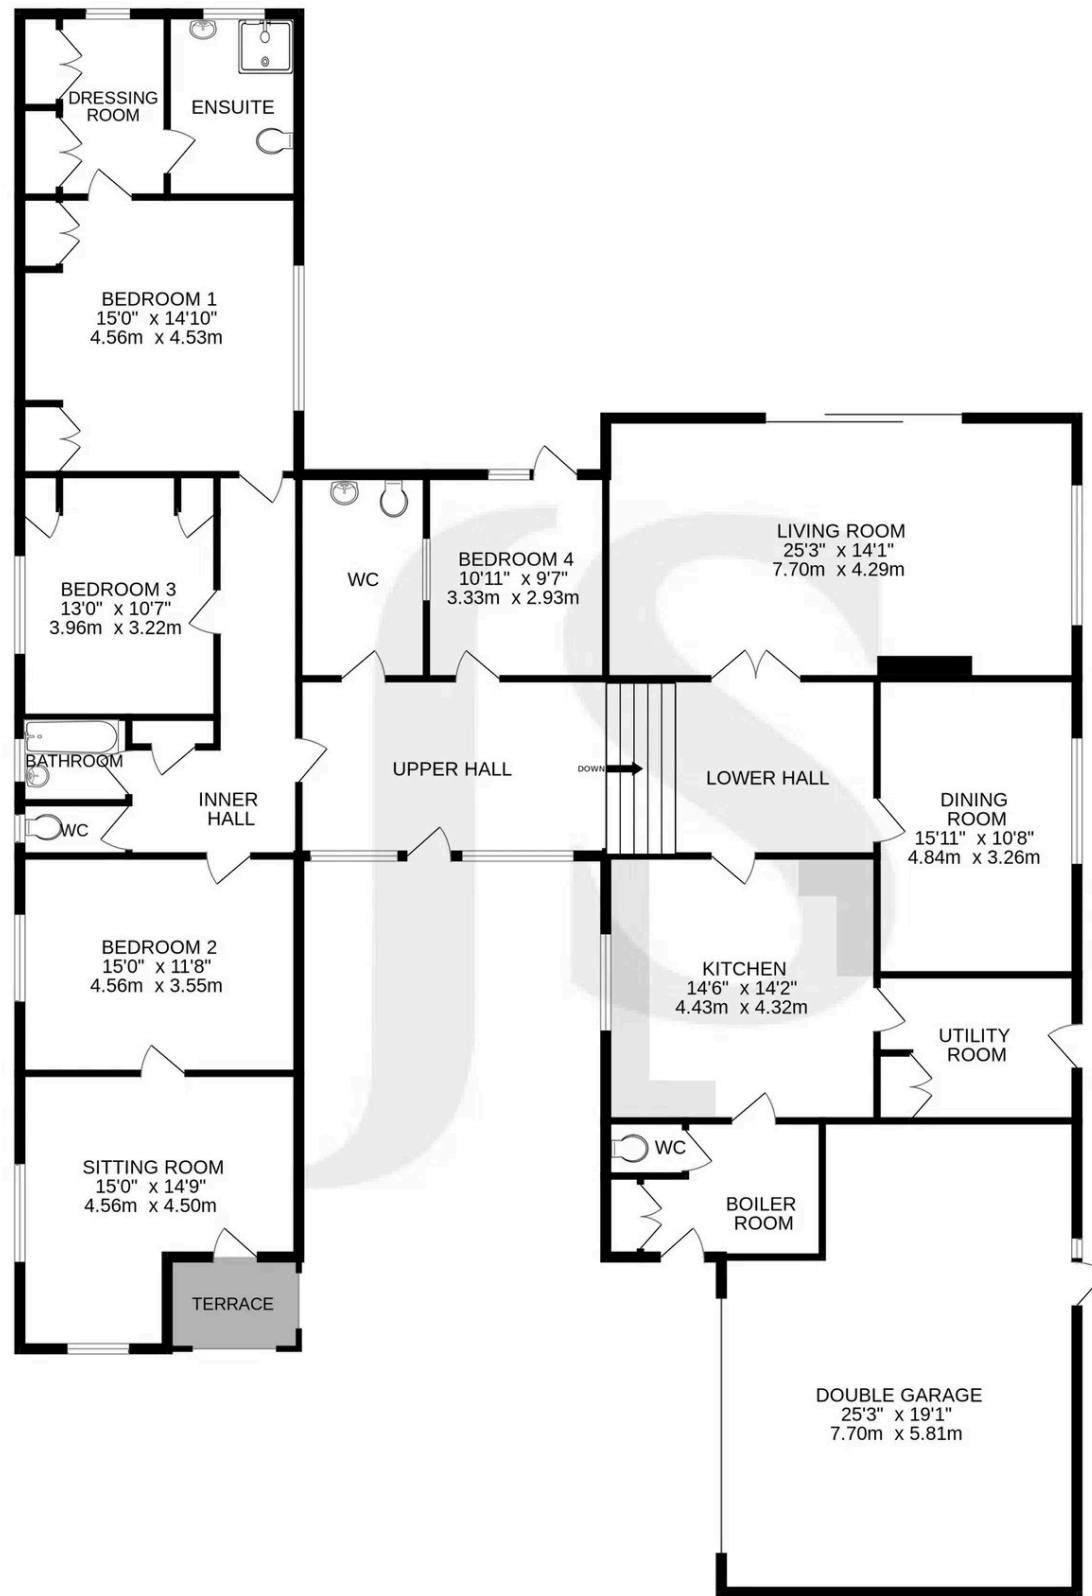 DRESSING
ROOM
ENSUITE
BEDROOM 1
15'0" x 14'10"
4.56m x 4.53m
BEDROOM 3
13'0" x 10'7"
3.96m x 3.22m
WC
BEDROOM 4
10'11" x 9'7"
3.33m x 2.93m
LIVING ROOM
25'3" x 14'1"
7.70m x 4.29m
BATHROOM
WC
INNER
HALL
UPPER HALL
DOWN
LOWER HALL
DINING
ROOM
15'11" x 10'8"
4.84m x 3.26m
BEDROOM 2
15'0" x 11'8"
4.56m x 3.55m
KITCHEN
14'6" x 14'2"
4.43m x 4.32m
UTILITY
ROOM
SITTING ROOM
15'0" x 14'9"
4.56m x 4.50m
WC
BOILER
ROOM
TERRACE
DOUBLE GARAGE
25'3" x 19'1"
7.70m x 5.81m